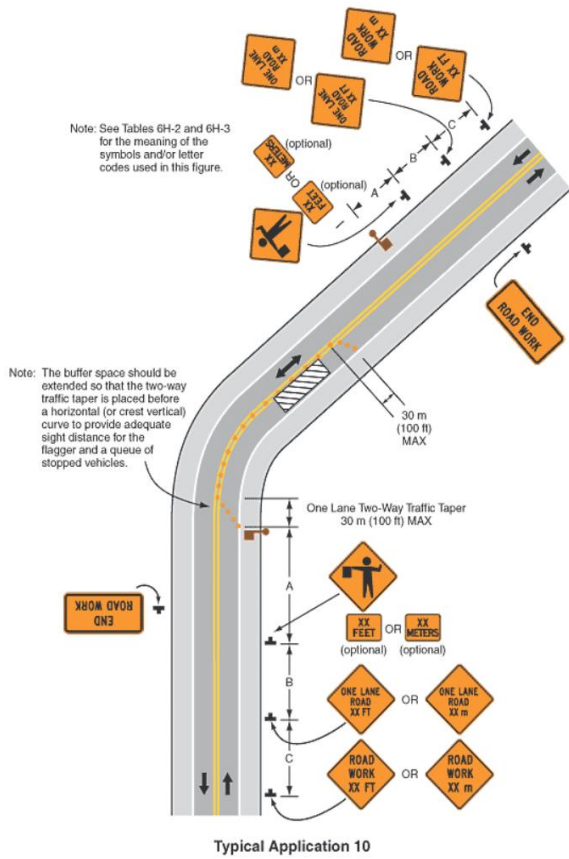 ROAD
WORK
XX m
OR
ROAD
WORK
XX FT
ONE LANE
ROAD
XX m
OR
ONE LANE
ROAD
XX FT
C
B
A
Note: See Tables 6H-2 and 6H-3
for the meaning of the
symbols and/or letter
codes used in this figure.
XX
METERS
(optional)
OR
XX
FEET
(optional)
END
ROAD WORK
Note: The buffer space should be
extended so that the two-way
traffic taper is placed before
a horizontal (or crest vertical)
curve to provide adequate
sight distance for the
flagger and a queue of
stopped vehicles.
30 m
(100 ft)
MAX
One Lane Two-Way Traffic Taper
30 m (100 ft) MAX
A
END
ROAD WORK
XX
FEET
OR
XX
METERS
(optional)
(optional)
B
ONE LANE
ROAD
XX FT
OR
ONE LANE
ROAD
XX m
C
ROAD
WORK
XX FT
OR
ROAD
WORK
XX m
Typical Application 10